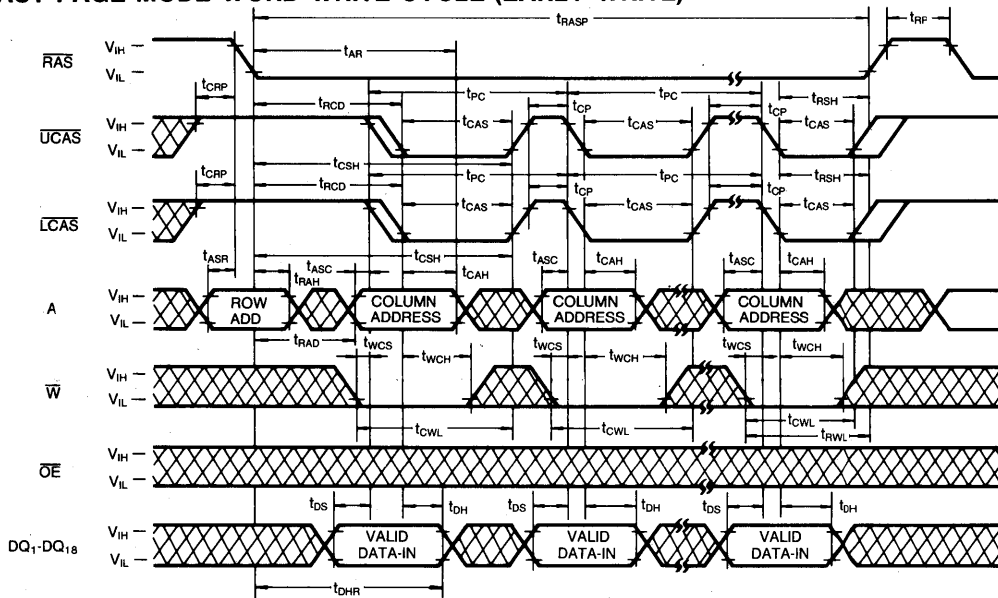 FAST PAGE MODE WORD WRITE CYCLE (EARLY WRITE)
tRASP
tRP
tAR
RAS
VIH
VIL
tCRP
tRCD
tPC
tPC
tCP
tCP
tRSH
UCAS
VIH
VIL
tCAS
tCAS
tCAS
tCSH
tCRP
tRCD
tPC
tPC
tCP
tCP
tRSH
LCAS
VIH
VIL
tCAS
tCAS
tCAS
tCSH
tASR
tRAH
tASC
tCAH
tASC
tCAH
tASC
tCAH
A
VIH
VIL
ROW ADD
COLUMN ADDRESS
COLUMN ADDRESS
COLUMN ADDRESS
tRAD
tWCS
tWCH
tWCS
tWCH
tWCS
tWCH
W
VIH
VIL
tCWL
tCWL
tCWL
tRWL
OE
VIH
VIL
tDS
tDH
tDS
tDH
tDS
tDH
DQ1-DQ18
VIH
VIL
VALID DATA-IN
VALID DATA-IN
VALID DATA-IN
tDHR